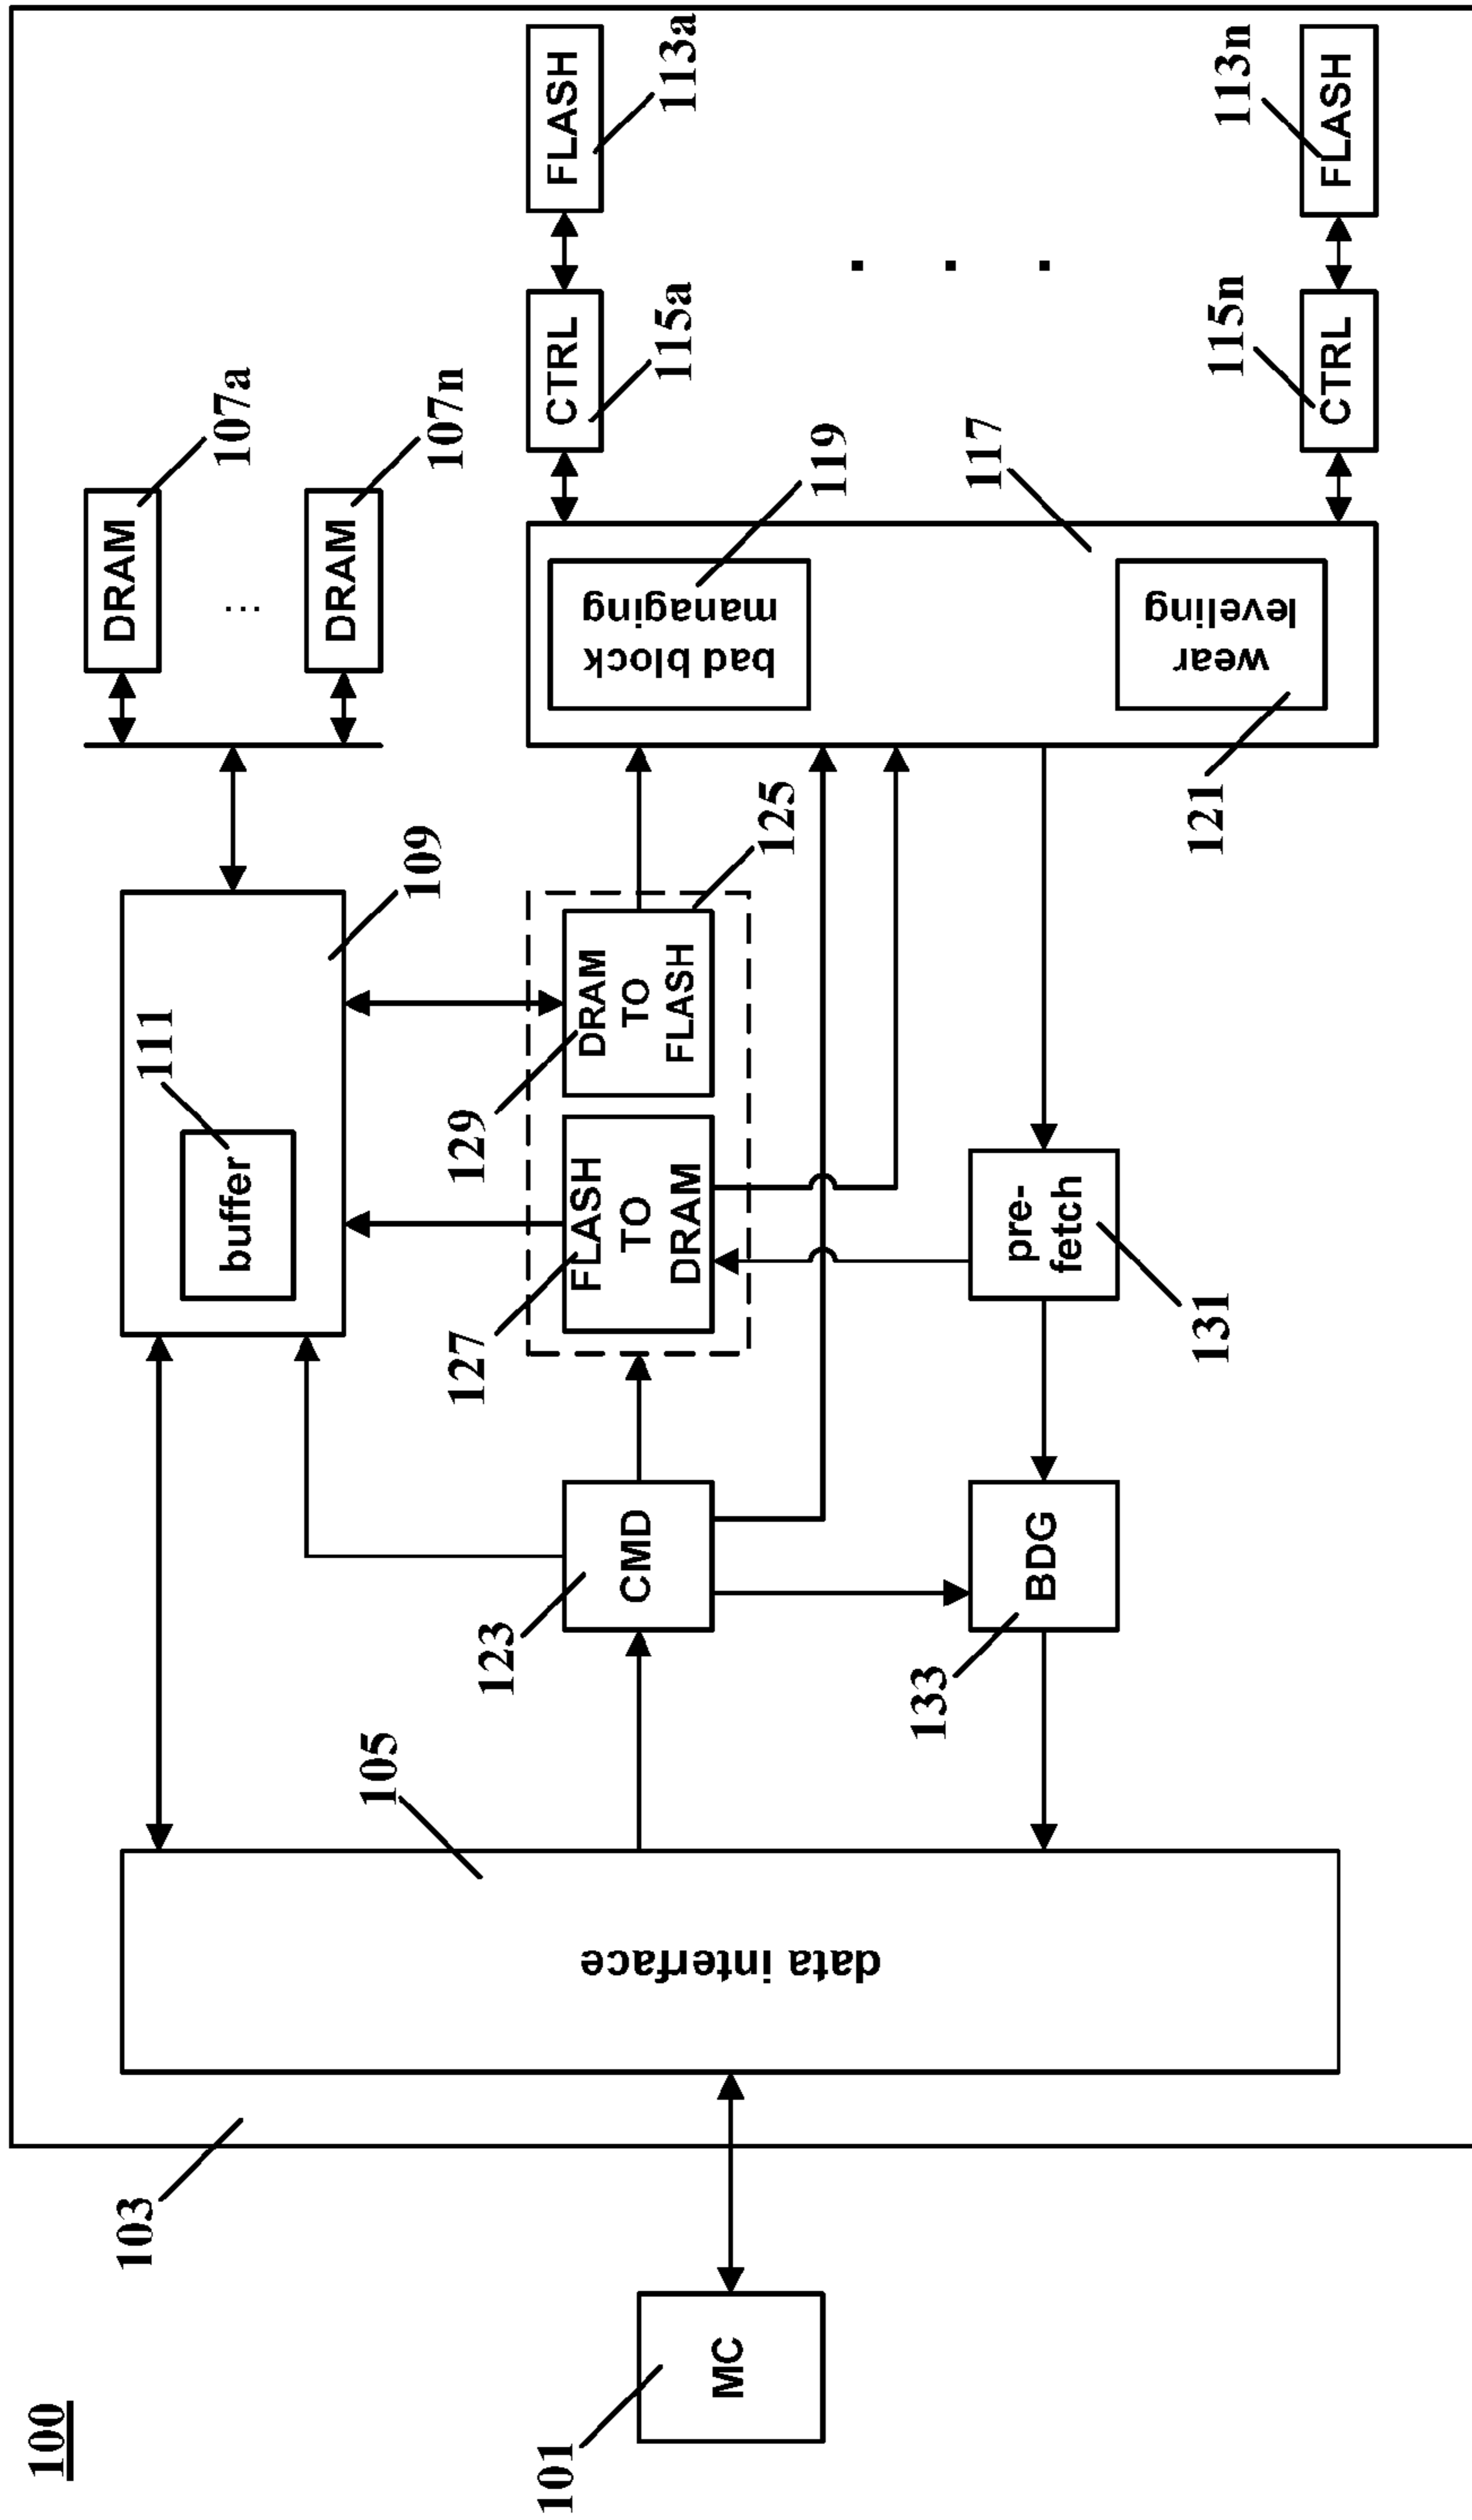 100
101
MC
103
data interface
105
123
CMD
133
BDG
111
buffer
109
127
FLASH
TO
DRAM
129
DRAM
TO
FLASH
125
pre-
fetch
131
DRAM
107a
...
DRAM
107n
bad block
managing
119
117
wear
leveling
121
CTRL
115a
FLASH
113a
. . .
CTRL
115n
FLASH
113n